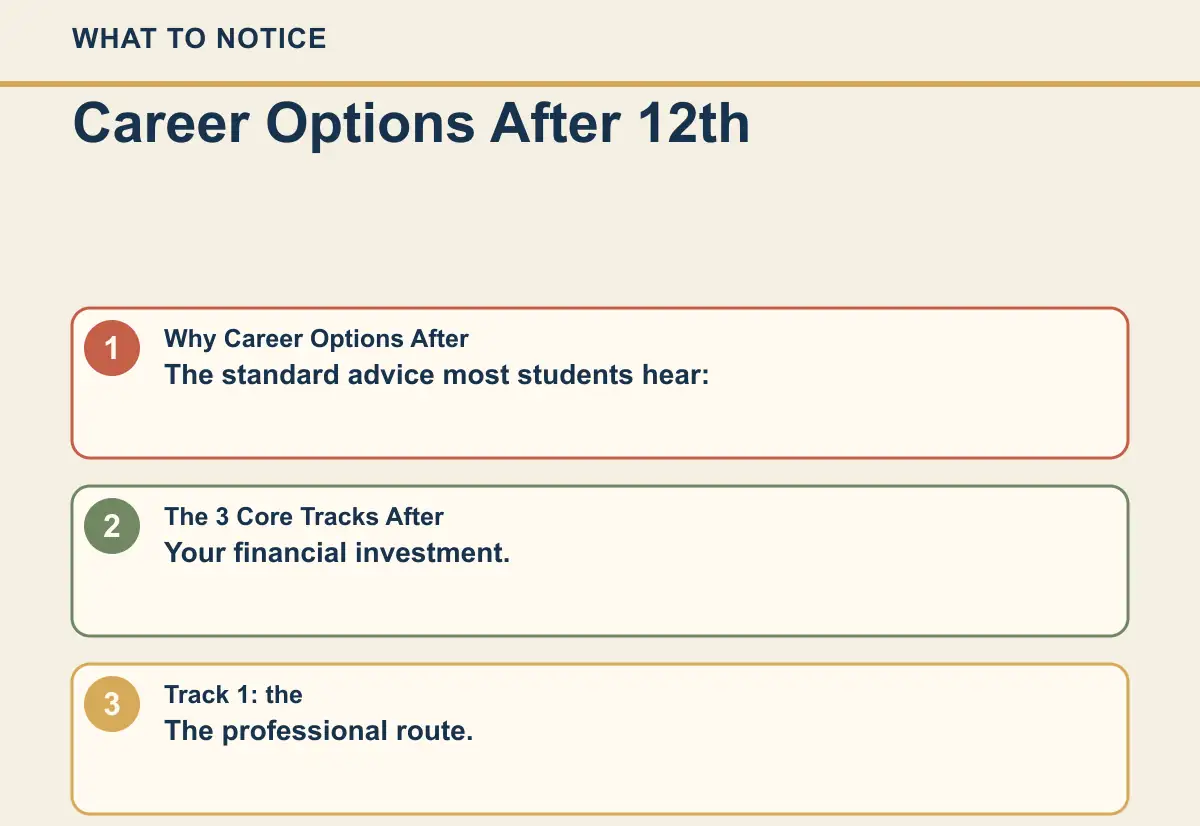 WHAT TO NOTICE
Career Options After 12th
1
Why Career Options After
The standard advice most students hear:
2
The 3 Core Tracks After
Your financial investment.
3
Track 1: the
The professional route.